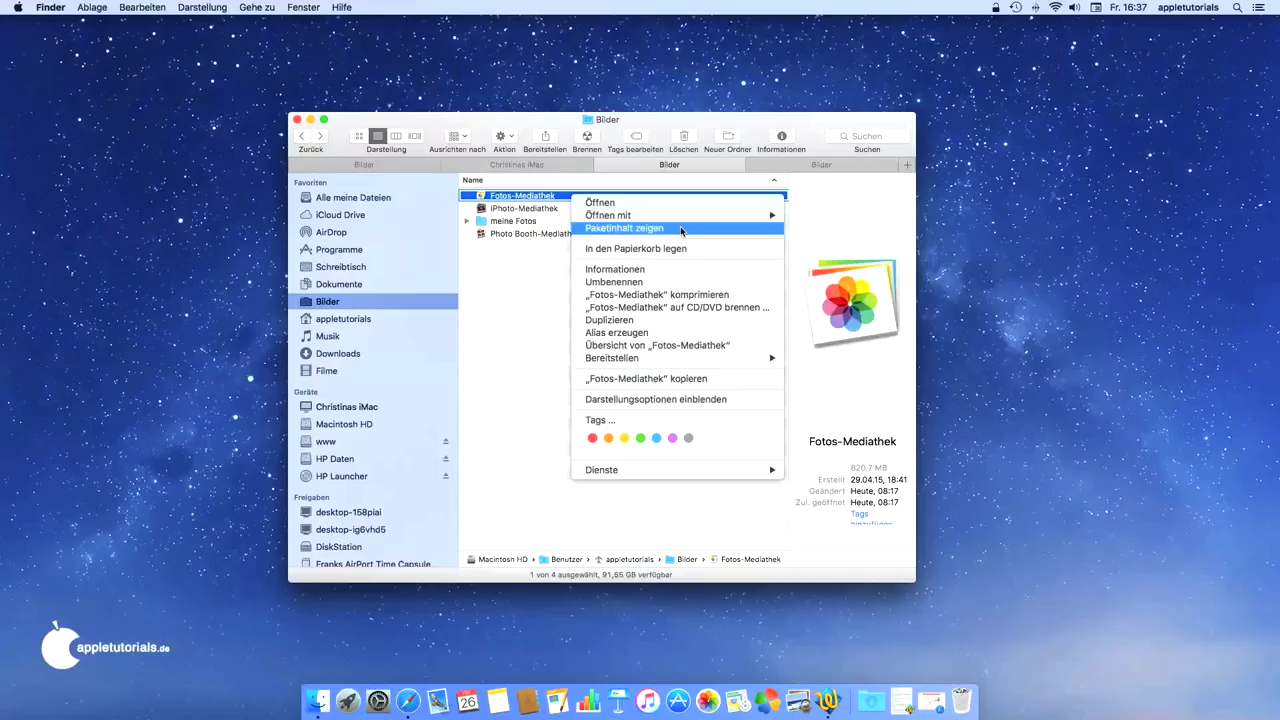 Finder Ablage Bearbeiten Darstellung Gehe zu Fenster Hilfe Fr. 16:37 appletutorials
Bilder
Zurück Darstellung Ausrichten nach Aktion Bereitstellen Brennen Tags bearbeiten Löschen Neuer Ordner Informationen Suchen
Suchen
Bilder Christinas iMac Bilder Bilder
Favoriten
Alle meine Dateien
iCloud Drive
AirDrop
Programme
Schreibtisch
Dokumente
Bilder
appletutorials
Musik
Downloads
Filme
Geräte
Christinas iMac
Macintosh HD
www
HP Daten
HP Launcher
Freigaben
desktop-158piai
desktop-ig6vhd5
DiskStation
Franks AirPort Time Capsule
Name
Fotos-Mediathek
iPhoto-Mediathek
meine Fotos
Photo Booth-Mediath
Öffnen
Öffnen mit
Paketinhalt zeigen
In den Papierkorb legen
Informationen
Umbenennen
„Fotos-Mediathek“ komprimieren
„Fotos-Mediathek“ auf CD/DVD brennen ...
Duplizieren
Alias erzeugen
Übersicht von „Fotos-Mediathek“
Bereitstellen
„Fotos-Mediathek“ kopieren
Darstellungsoptionen einblenden
Tags ...
Dienste
Fotos-Mediathek
820,7 MB
Erstellt 29.04.15, 18:41
Geändert Heute, 08:17
Zul. geöffnet Heute, 08:17
Tags
hinzufügen
Macintosh HD › Benutzer › appletutorials › Bilder › Fotos-Mediathek
1 von 4 ausgewählt, 91,55 GB verfügbar
appletutorials.de
26